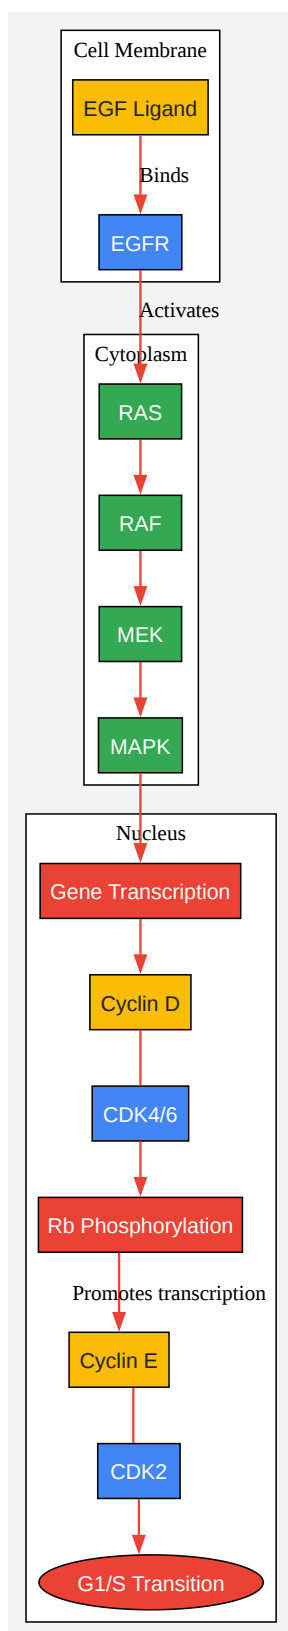 Cell Membrane
EGF Ligand
Binds
EGFR
Activates
Cytoplasm
RAS
RAF
MEK
MAPK
Nucleus
Gene Transcription
Cyclin D
CDK4/6
Rb Phosphorylation
Promotes transcription
Cyclin E
CDK2
G1/S Transition